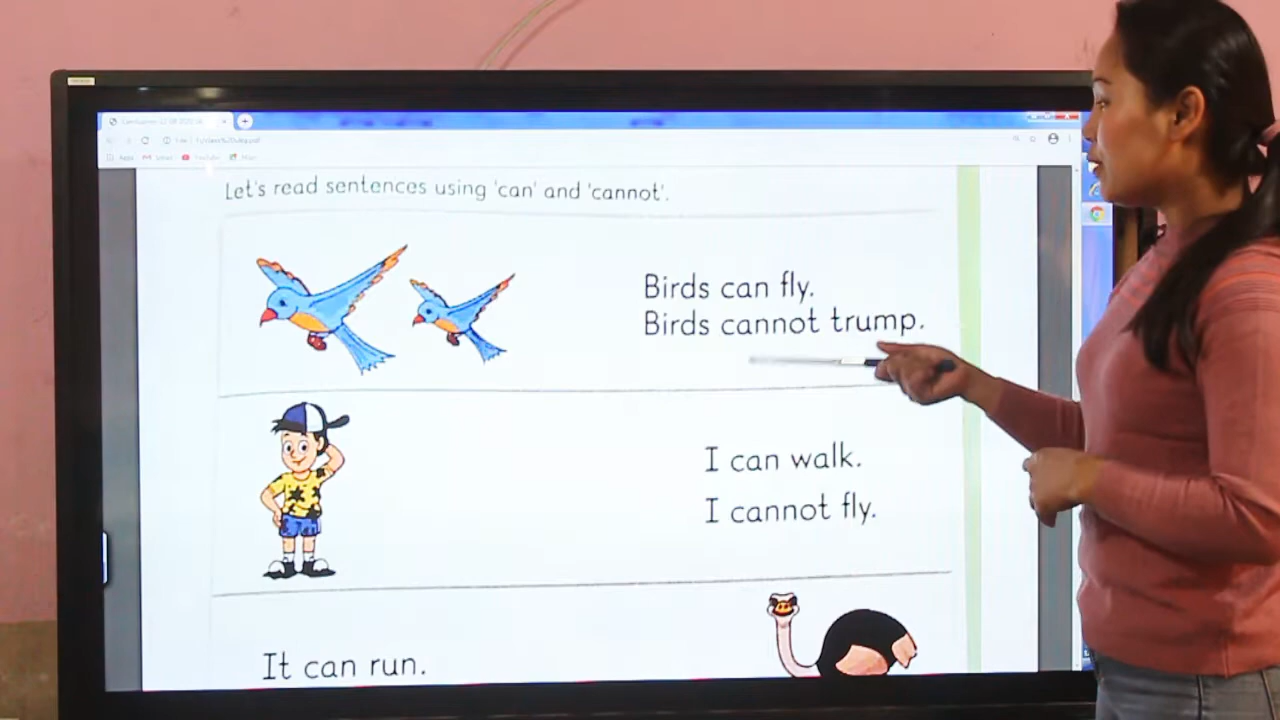 Let's read sentences using 'can' and 'cannot'.
Birds can fly.
Birds cannot trump.
I can walk.
I cannot fly.
It can run.